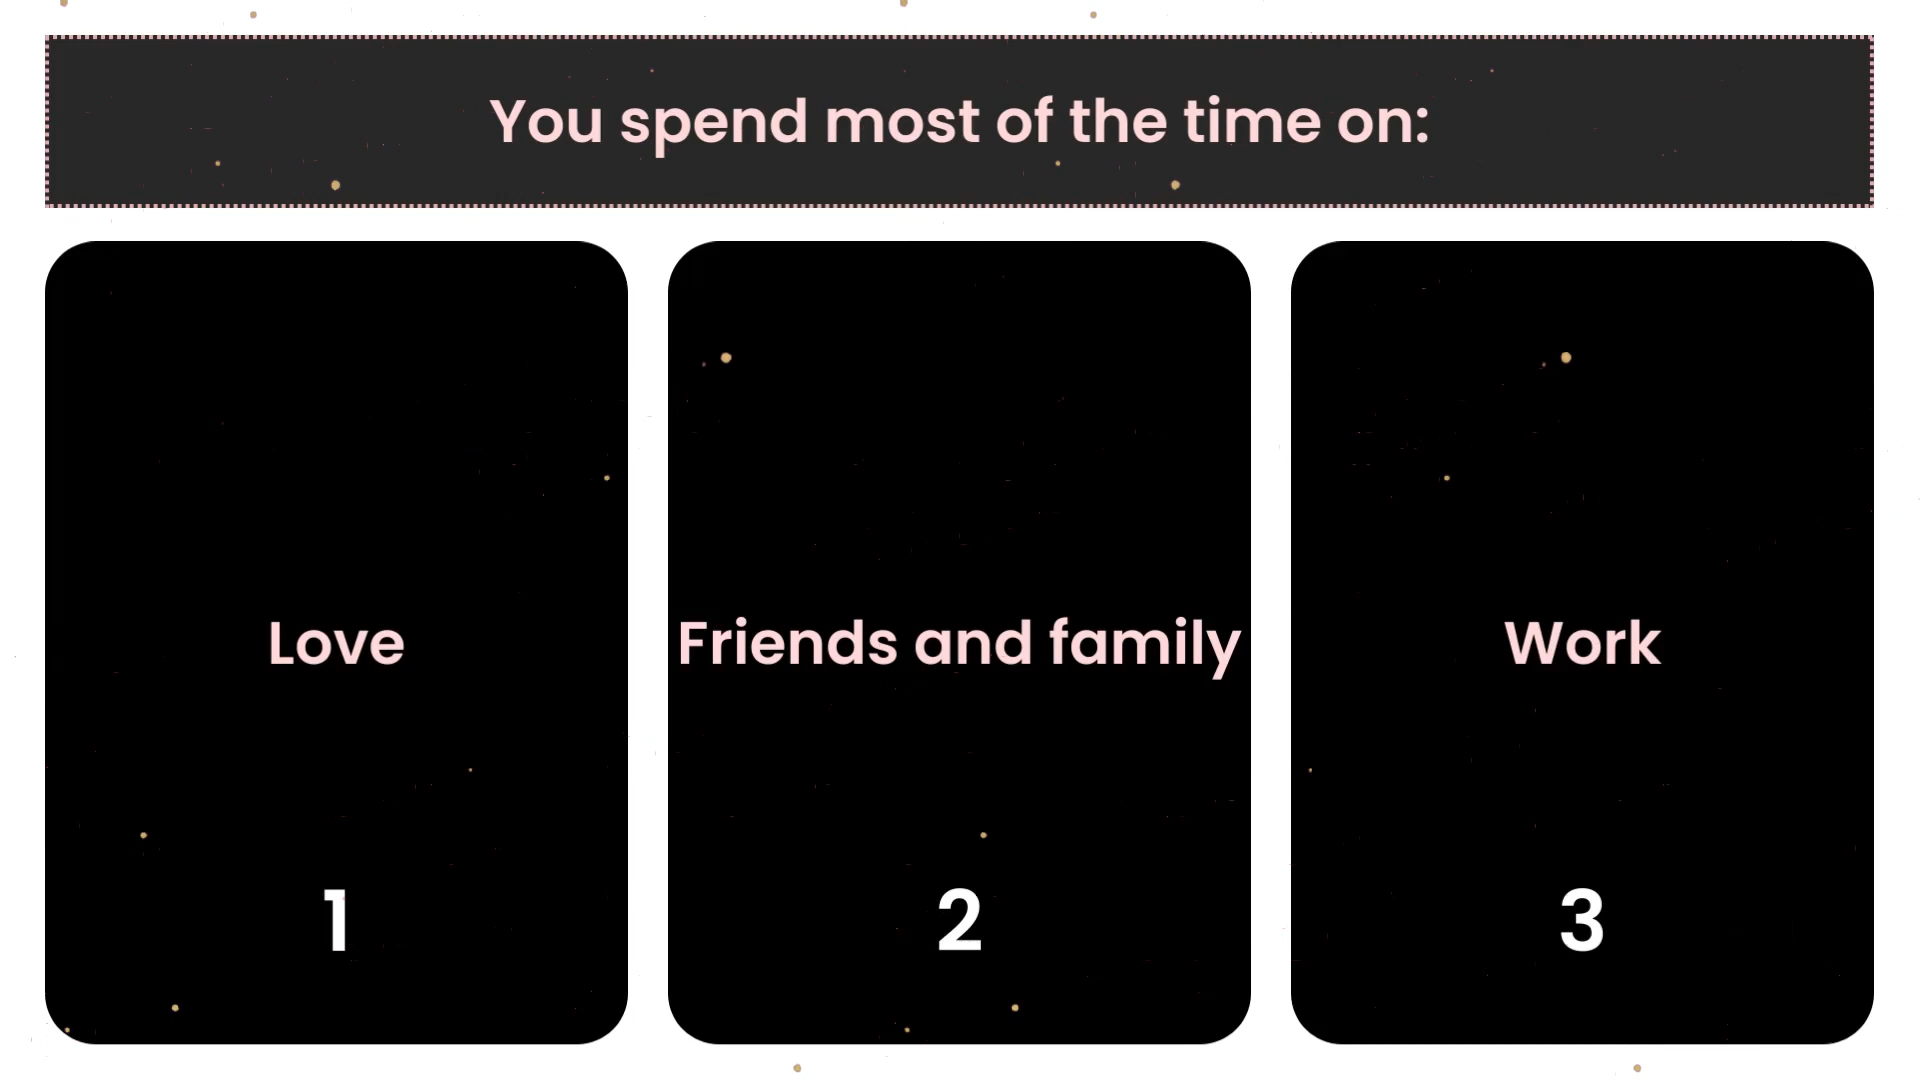 You spend most of the time on:
Love
Friends and family
Work
1
2
3